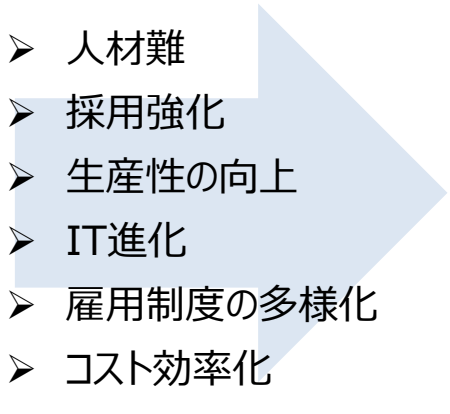 ➢ 人材難
➢ 採用強化
➢ 生産性の向上
➢ IT進化
➢ 雇用制度の多様化
➢ コスト効率化